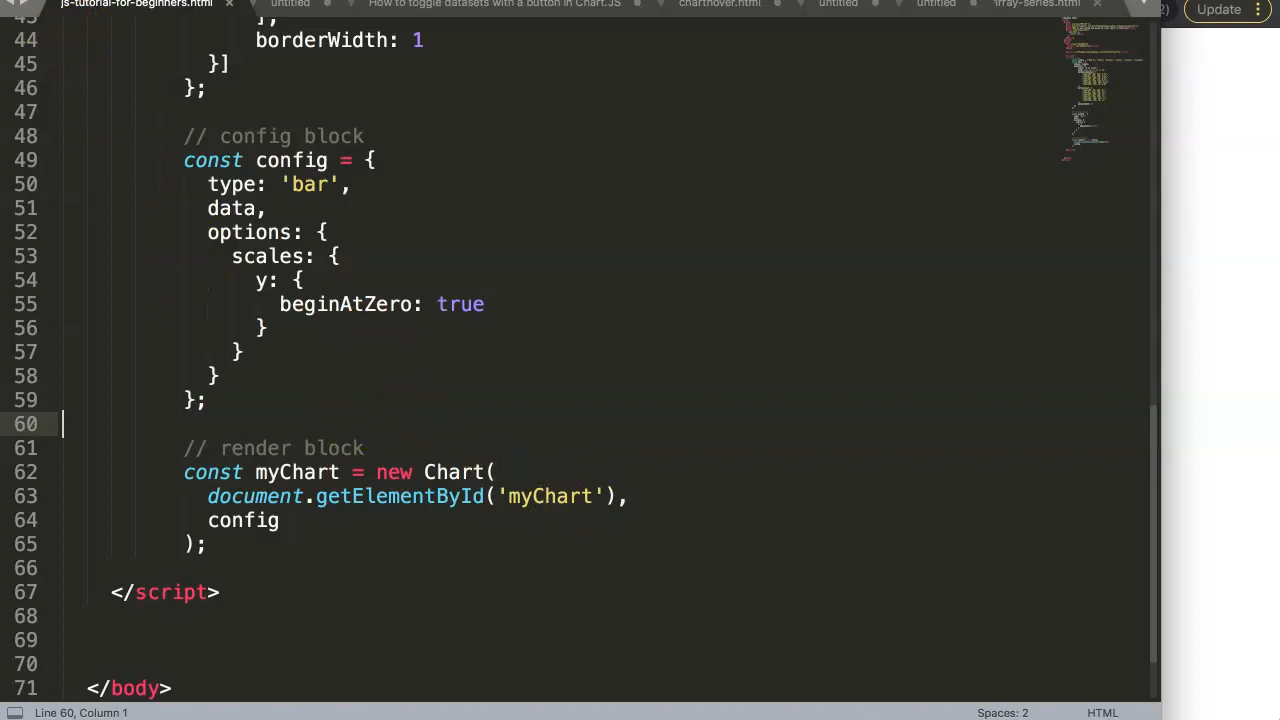 js-tutorial-for-beginners.html untitled How to toggle datasets with a button in Chart.JS charthover.html untitled untitled array-series.html Update
43 ],
44 borderWidth: 1
45 }]
46 };
47
48 // config block
49 const config = {
50 type: 'bar',
51 data,
52 options: {
53 scales: {
54 y: {
55 beginAtZero: true
56 }
57 }
58 }
59 };
60
61 // render block
62 const myChart = new Chart(
63 document.getElementById('myChart'),
64 config
65 );
66
67 </script>
68
69
70
71 </body>
Line 60, Column 1 Spaces: 2 HTML